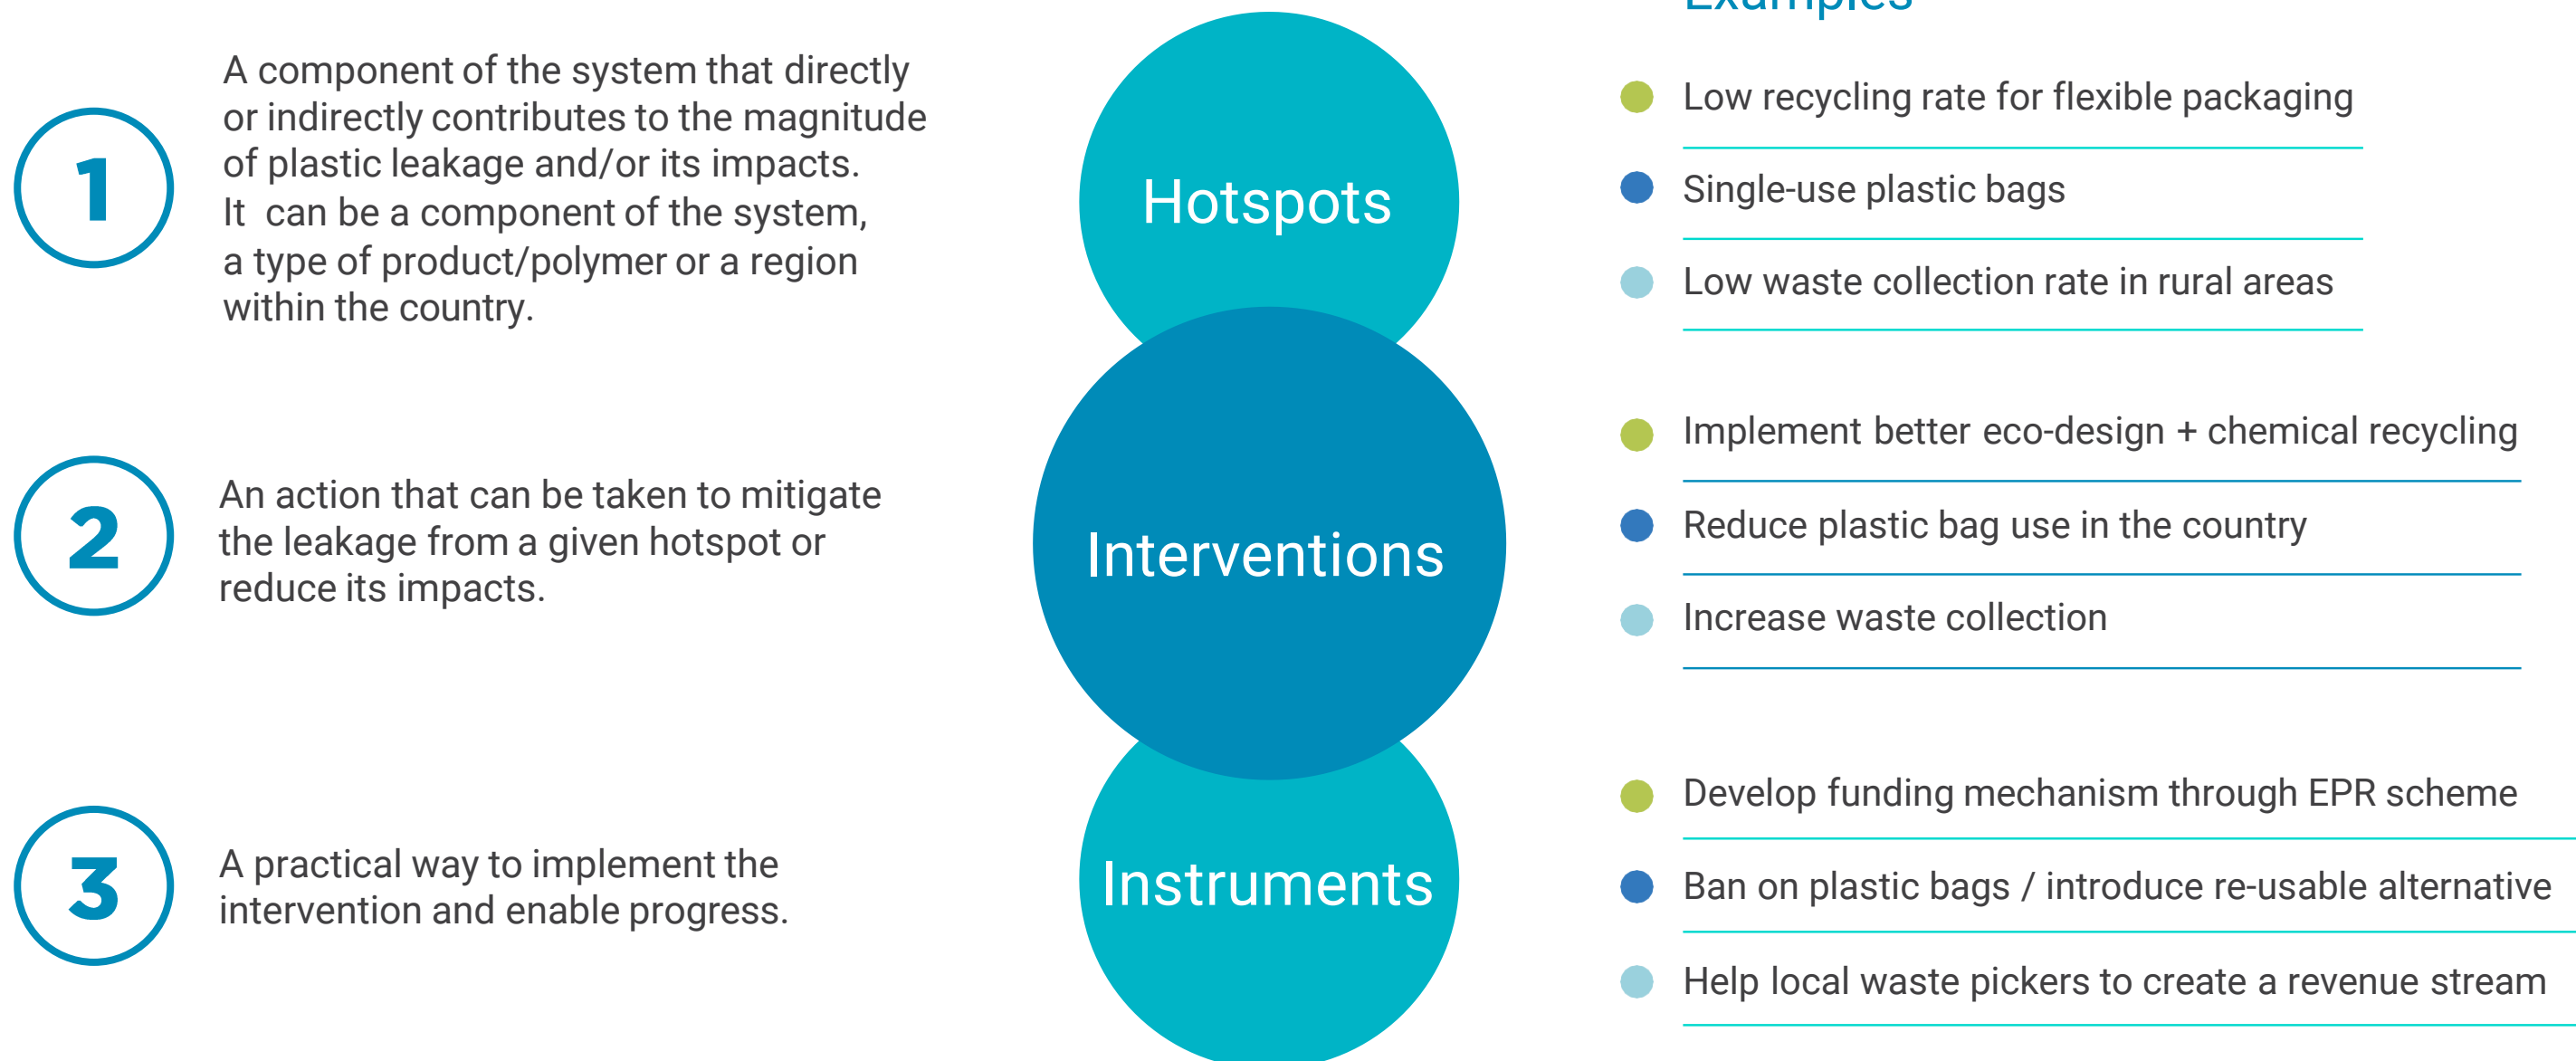 Examples
1
A component of the system that directly
or indirectly contributes to the magnitude
of plastic leakage and/or its impacts.
It can be a component of the system,
a type of product/polymer or a region
within the country.
Hotspots
Low recycling rate for flexible packaging
Single-use plastic bags
Low waste collection rate in rural areas
2
An action that can be taken to mitigate
the leakage from a given hotspot or
reduce its impacts.
Interventions
Implement better eco-design + chemical recycling
Reduce plastic bag use in the country
Increase waste collection
3
A practical way to implement the
intervention and enable progress.
Instruments
Develop funding mechanism through EPR scheme
Ban on plastic bags / introduce re-usable alternative
Help local waste pickers to create a revenue stream